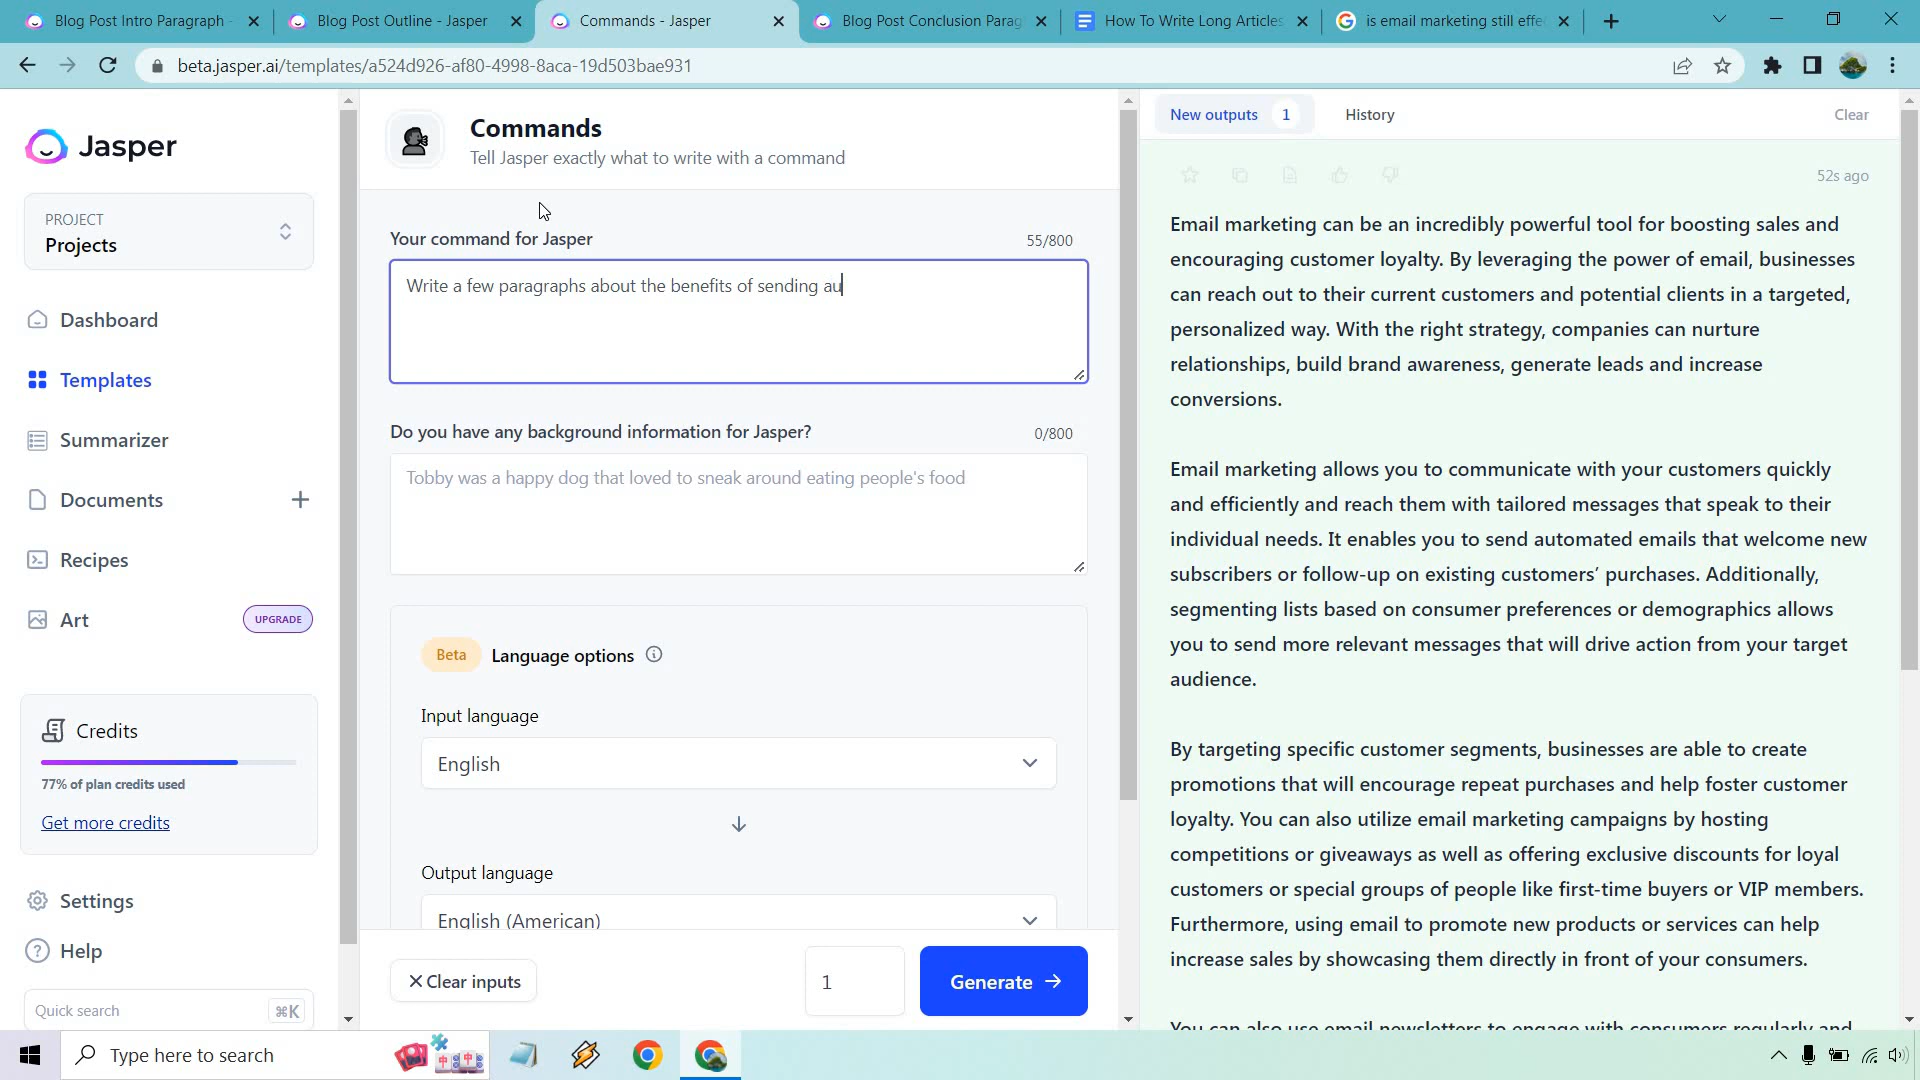 Blog Post Intro Paragraph -
Blog Post Outline - Jasper
Commands - Jasper
Blog Post Conclusion Parag
How To Write Long Articles
is email marketing still effe
beta.jasper.ai/templates/a524d926-af80-4998-8aca-19d503bae931
Jasper
PROJECT
Projects
Dashboard
Templates
Summarizer
Documents
Recipes
Art
UPGRADE
Credits
77% of plan credits used
Get more credits
Settings
Help
Quick search
⌘K
Commands
Tell Jasper exactly what to write with a command
Your command for Jasper
55/800
Write a few paragraphs about the benefits of sending au
Do you have any background information for Jasper?
0/800
Tobby was a happy dog that loved to sneak around eating people's food
Beta
Language options
Input language
English
Output language
English (American)
Clear inputs
1
Generate
New outputs 1
History
Clear
52s ago
Email marketing can be an incredibly powerful tool for boosting sales and
encouraging customer loyalty. By leveraging the power of email, businesses
can reach out to their current customers and potential clients in a targeted,
personalized way. With the right strategy, companies can nurture
relationships, build brand awareness, generate leads and increase
conversions.
Email marketing allows you to communicate with your customers quickly
and efficiently and reach them with tailored messages that speak to their
individual needs. It enables you to send automated emails that welcome new
subscribers or follow-up on existing customers’ purchases. Additionally,
segmenting lists based on consumer preferences or demographics allows
you to send more relevant messages that will drive action from your target
audience.
By targeting specific customer segments, businesses are able to create
promotions that will encourage repeat purchases and help foster customer
loyalty. You can also utilize email marketing campaigns by hosting
competitions or giveaways as well as offering exclusive discounts for loyal
customers or special groups of people like first-time buyers or VIP members.
Furthermore, using email to promote new products or services can help
increase sales by showcasing them directly in front of your consumers.
You can also use email newsletters to engage with consumers regularly and
Type here to search